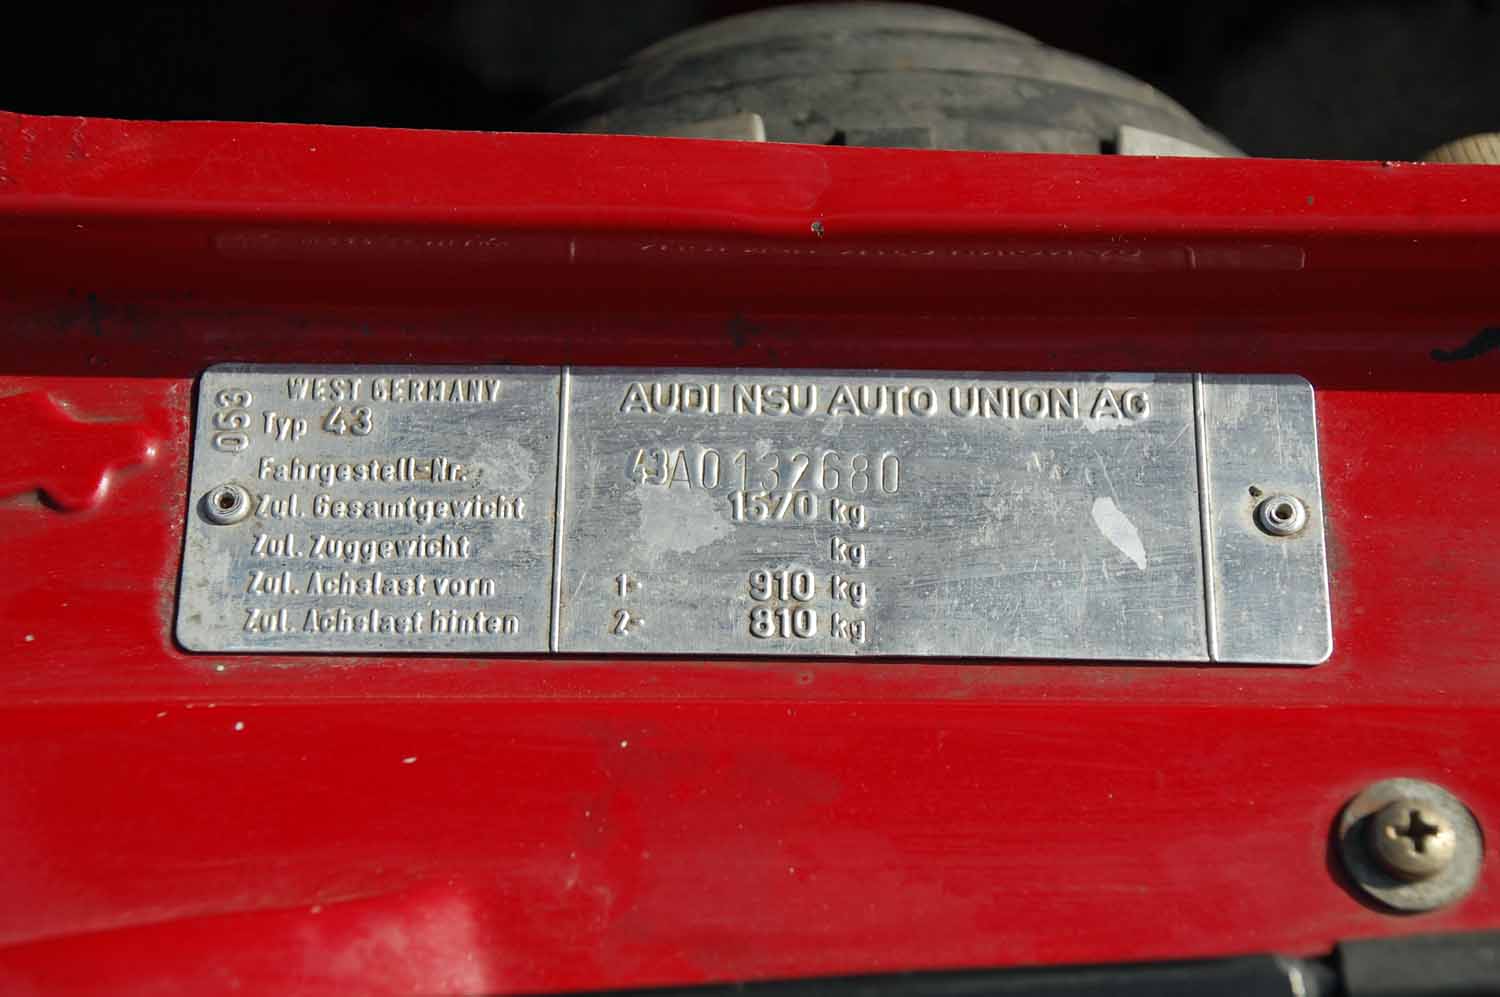 053
WEST GERMANY
AUDI NSU AUTO UNION AG
Typ 43
Fahrgestell-Nr. 43A0132680
Zul. Gesamtgewicht 1570 kg
Zul. Zuggewicht kg
Zul. Achslast vorn 1- 910 kg
Zul. Achslast hinten 2- 810 kg